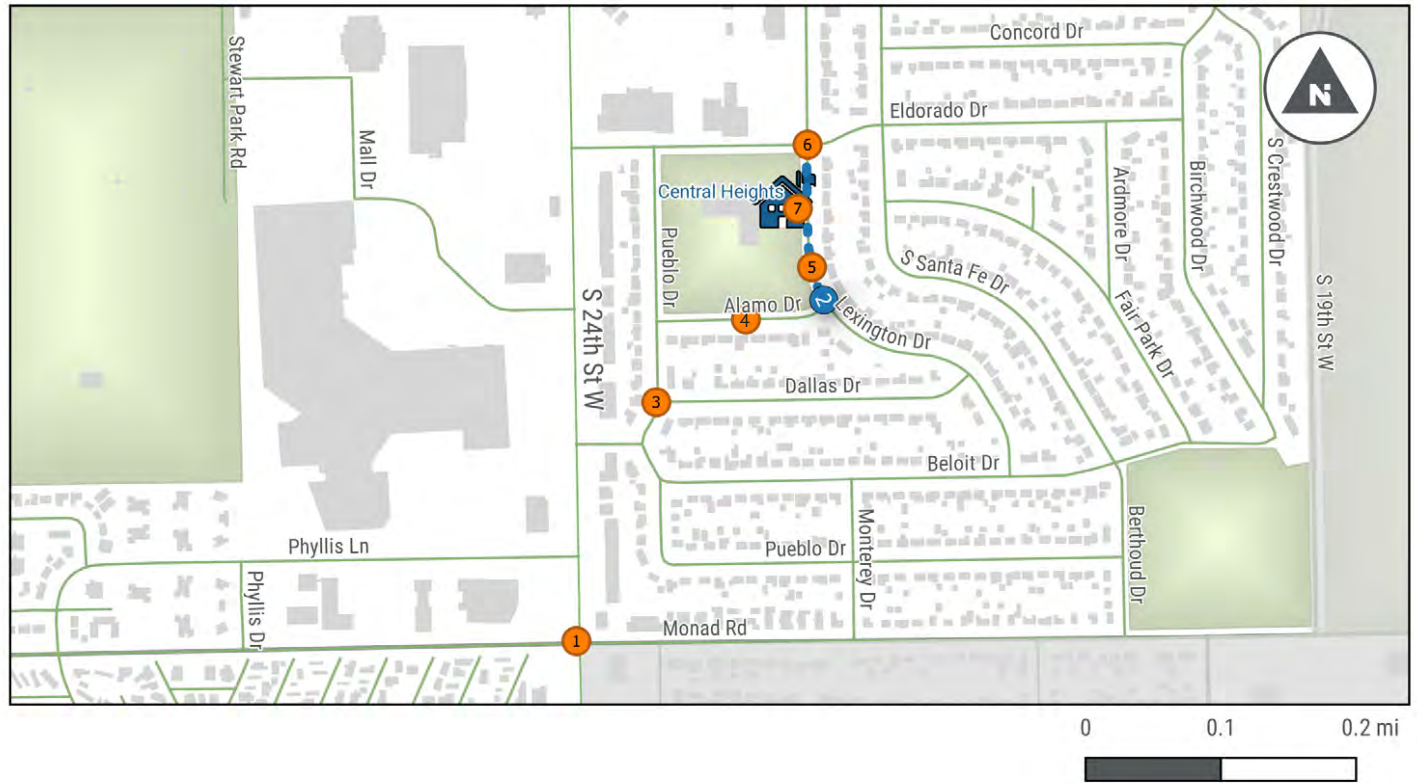 Concord Dr
N
Stewart Park Rd
Mall Dr
Eldorado Dr
6
S Crestwood Dr
Birchwood Dr
Ardmore Dr
Central Heights
7
Pueblo Dr
5
S Santa Fe Dr
S 24th St W
S 19th St W
Alamo Dr
2
Lexington Dr
4
Fair Park Dr
Dallas Dr
3
Beloit Dr
Phyllis Ln
Pueblo Dr
Monterey Dr
Berthoud Dr
Phyllis Dr
Monad Rd
1
0 0.1 0.2 mi